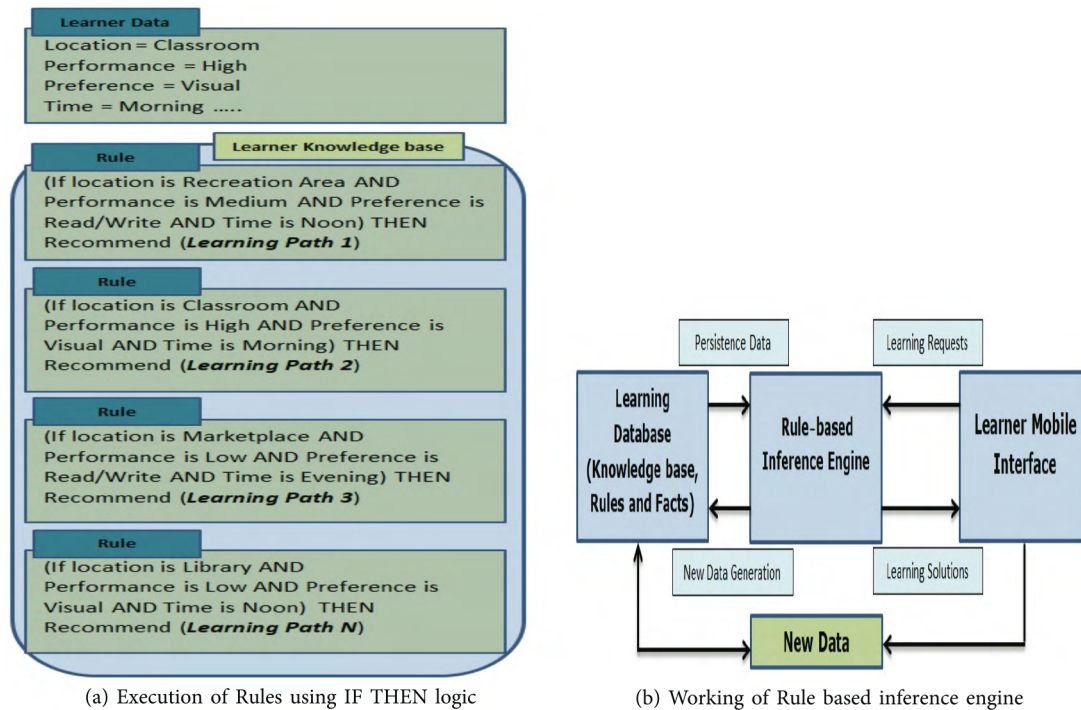 Learner Data
Location = Classroom
Performance = High
Preference = Visual
Time = Morning .....
Learner Knowledge base
Rule
(If location is Recreation Area AND
Performance is Medium AND Preference is
Read/Write AND Time is Noon) THEN
Recommend (Learning Path 1)
Rule
(If location is Classroom AND
Performance is High AND Preference is
Visual AND Time is Morning) THEN
Recommend (Learning Path 2)
Rule
(If location is Marketplace AND
Performance is Low AND Preference is
Read/Write AND Time is Evening) THEN
Recommend (Learning Path 3)
Rule
(If location is Library AND
Performance is Low AND Preference is
Visual AND Time is Noon) THEN
Recommend (Learning Path N)
(a) Execution of Rules using IF THEN logic
Persistence Data
Learning Requests
Learning
Database
(Knowledge base,
Rules and Facts)
Rule-based
Inference Engine
Learner Mobile
Interface
New Data Generation
Learning Solutions
New Data
(b) Working of Rule based inference engine